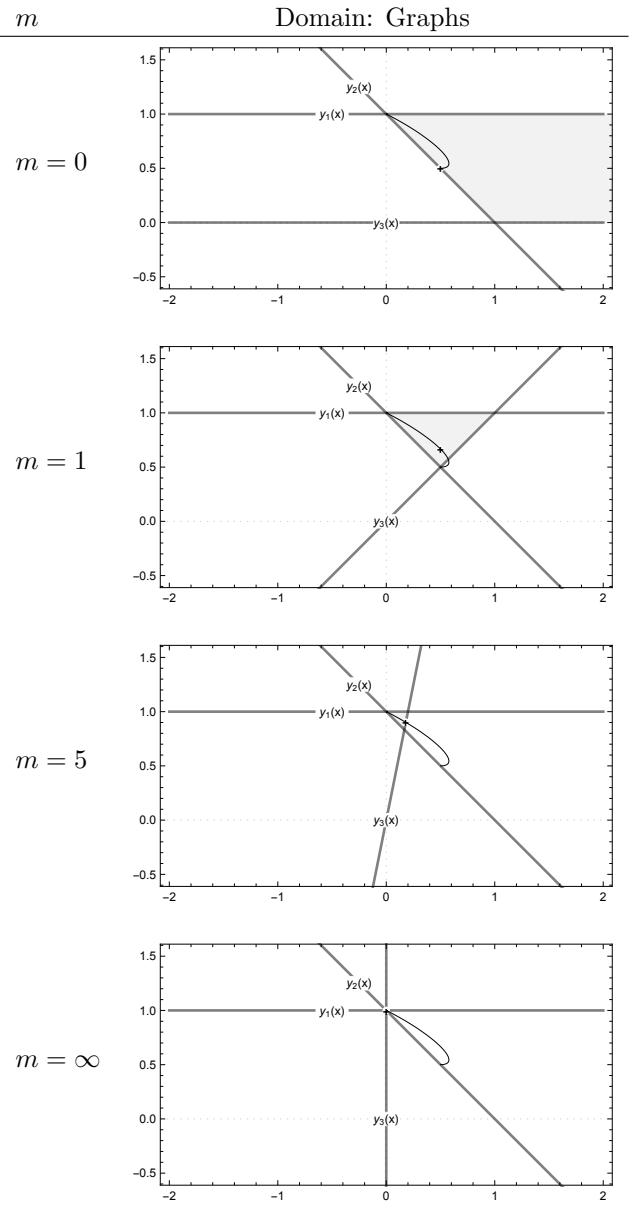 m Domain: Graphs
m = 0
1.5
y₂(x)
1.0
y₁(x)
0.5
0.0
y₃(x)
−0.5
−2 −1 0 1 2
m = 1
1.5
y₂(x)
1.0
y₁(x)
0.5
0.0
y₃(x)
−0.5
−2 −1 0 1 2
m = 5
1.5
y₂(x)
1.0
y₁(x)
0.5
0.0
y₃(x)
−0.5
−2 −1 0 1 2
m = ∞
1.5
y₂(x)
1.0
y₁(x)
0.5
0.0
y₃(x)
−0.5
−2 −1 0 1 2